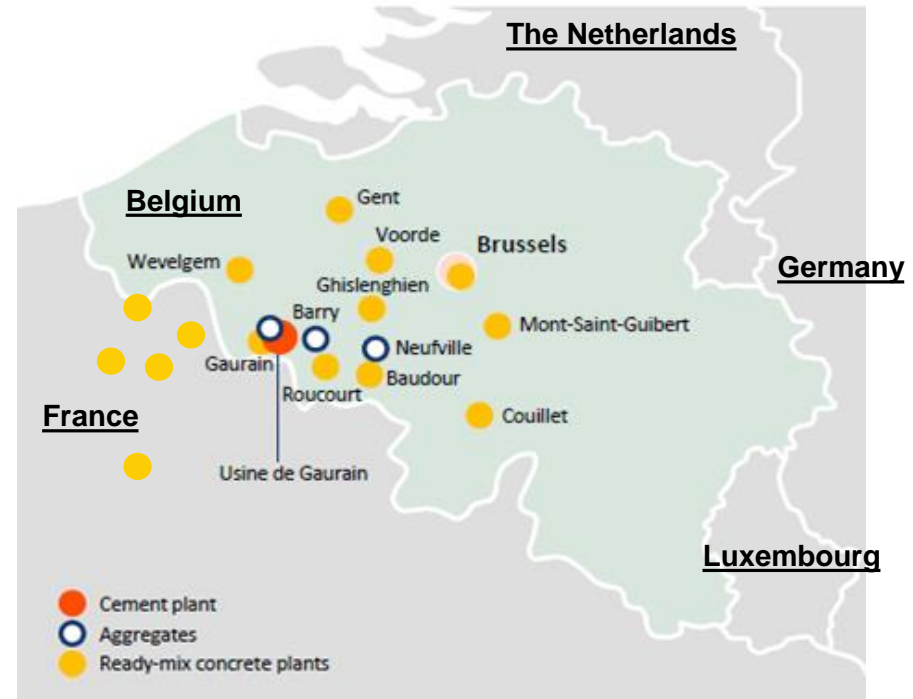 The Netherlands
Belgium
Gent
Voorde
Brussels
Wevelgem
Germany
Ghislenghien
Barry
Mont-Saint-Guibert
Neufville
Gaurain
Baudour
Roucourt
France
Couillet
Usine de Gaurain
Luxembourg
Cement plant
Aggregates
Ready-mix concrete plants